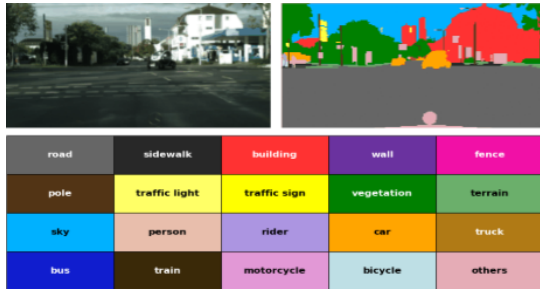 road sidewalk building wall fence
pole traffic light traffic sign vegetation terrain
sky person rider car truck
bus train motorcycle bicycle others